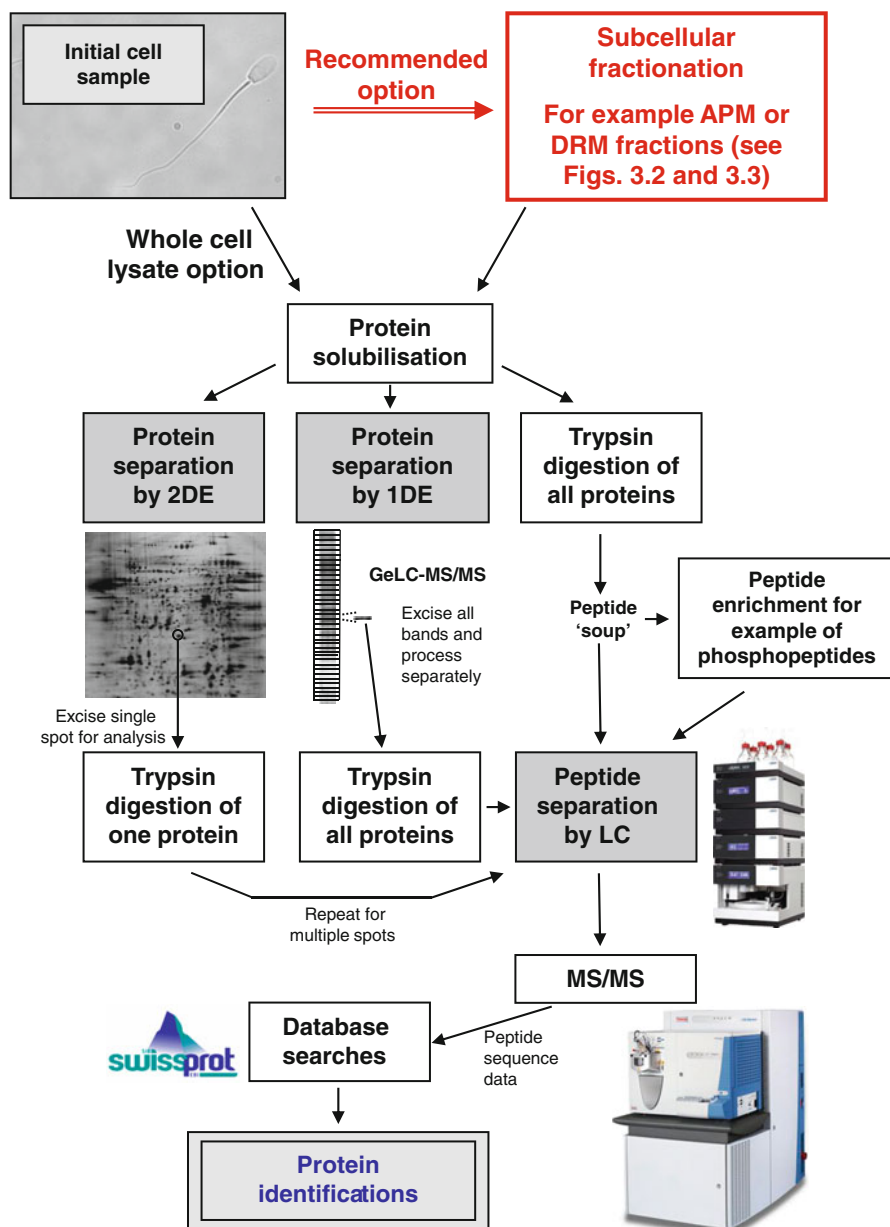 Initial cell
sample
Recommended
option
Subcellular
fractionation
For example APM or
DRM fractions (see
Figs. 3.2 and 3.3)
Whole cell
lysate option
Protein
solubilisation
Protein
separation
by 2DE
Protein
separation
by 1DE
Trypsin
digestion of
all proteins
GeLC-MS/MS
Excise all
bands and
process
separately
Peptide
‘soup’
Peptide
enrichment for
example of
phosphopeptides
Excise single
spot for analysis
Trypsin
digestion of
one protein
Trypsin
digestion of
all proteins
Peptide
separation
by LC
Repeat for
multiple spots
MS/MS
swissprot
Database
searches
Peptide
sequence
data
Protein
identifications